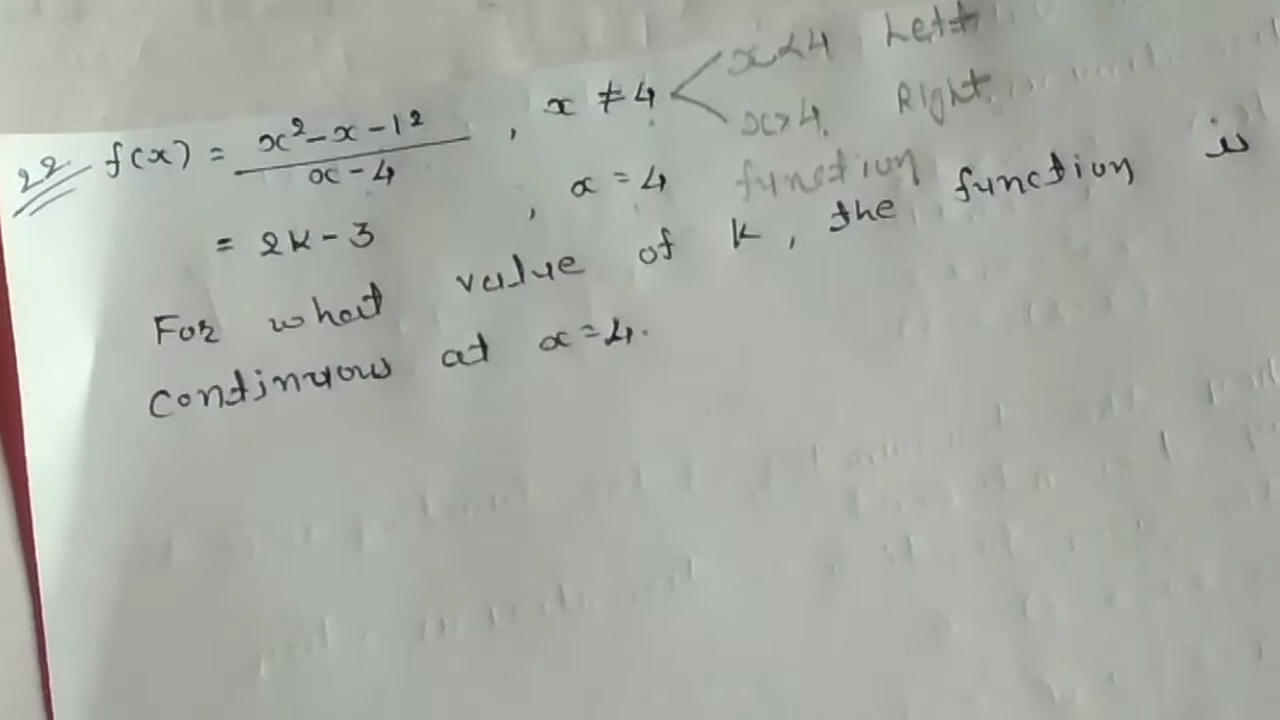 x<4 Left
22 f(x) = x²-x-12 / x-4 , x ≠ 4 x>4. Right
= 2k-3 , x = 4 function
For what value of k, the function is
continuous at x=4.